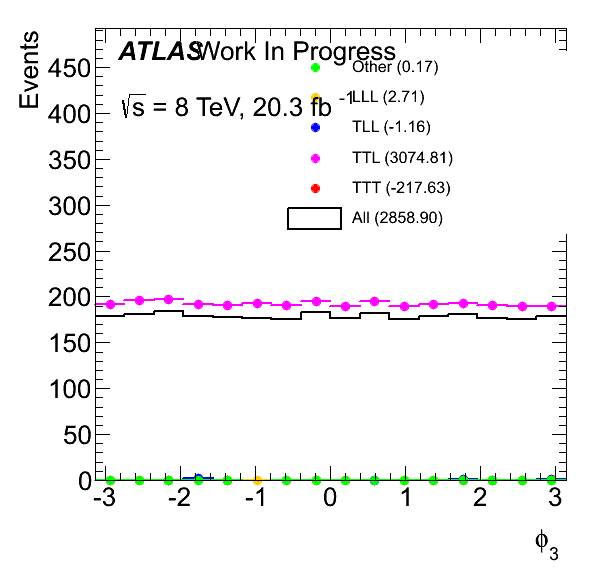 ATLAS Work In Progress
Events
√s = 8 TeV, 20.3 fb -1
Other (0.17)
LLL (2.71)
TLL (-1.16)
TTL (3074.81)
TTT (-217.63)
All (2858.90)
450
400
350
300
250
200
150
100
50
0
-3 -2 -1 0 1 2 3
ϕ3